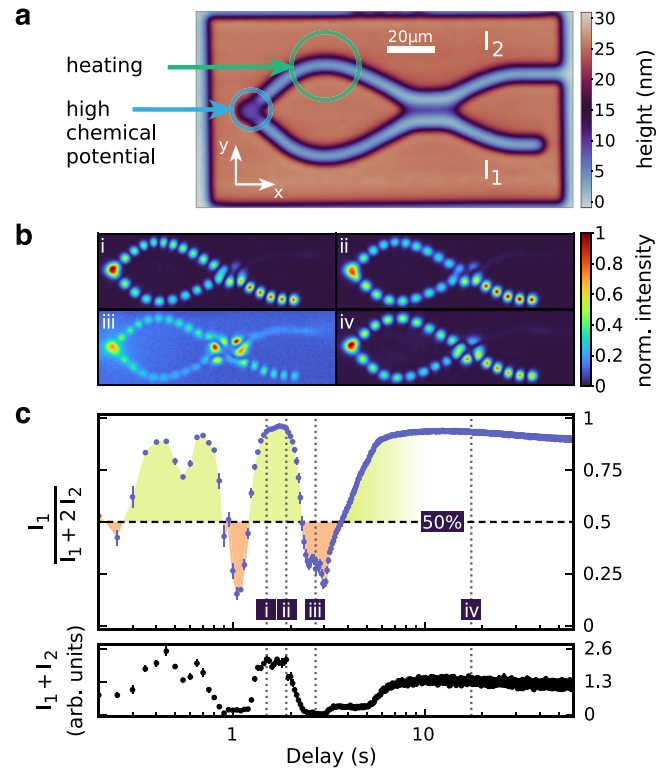 a
heating
high
chemical
potential
20μm
I2
I1
y
x
30
25
20
15
10
5
0
height (nm)
b
i
ii
iii
iv
1
0.8
0.6
0.4
0.2
0
norm. intensity
c
I1
I1 + 2 I2
1
0.75
0.5
0.25
0
50%
i
ii
iii
iv
I1 + I2
(arb. units)
2.6
1.3
0
1
10
Delay (s)